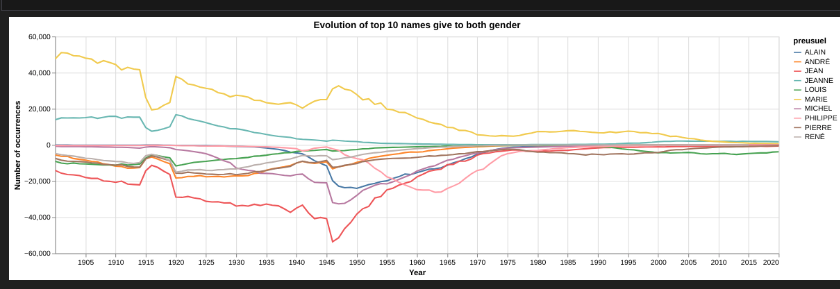 Evolution of top 10 names give to both gender
preusuel
ALAIN
ANDRÉ
JEAN
JEANNE
LOUIS
MARIE
MICHEL
PHILIPPE
PIERRE
RENÉ
Number of occurrences
60,000
40,000
20,000
0
−20,000
−40,000
−60,000
1905 1910 1915 1920 1925 1930 1935 1940 1945 1950 1955 1960 1965 1970 1975 1980 1985 1990 1995 2000 2005 2010 2015 2020
Year